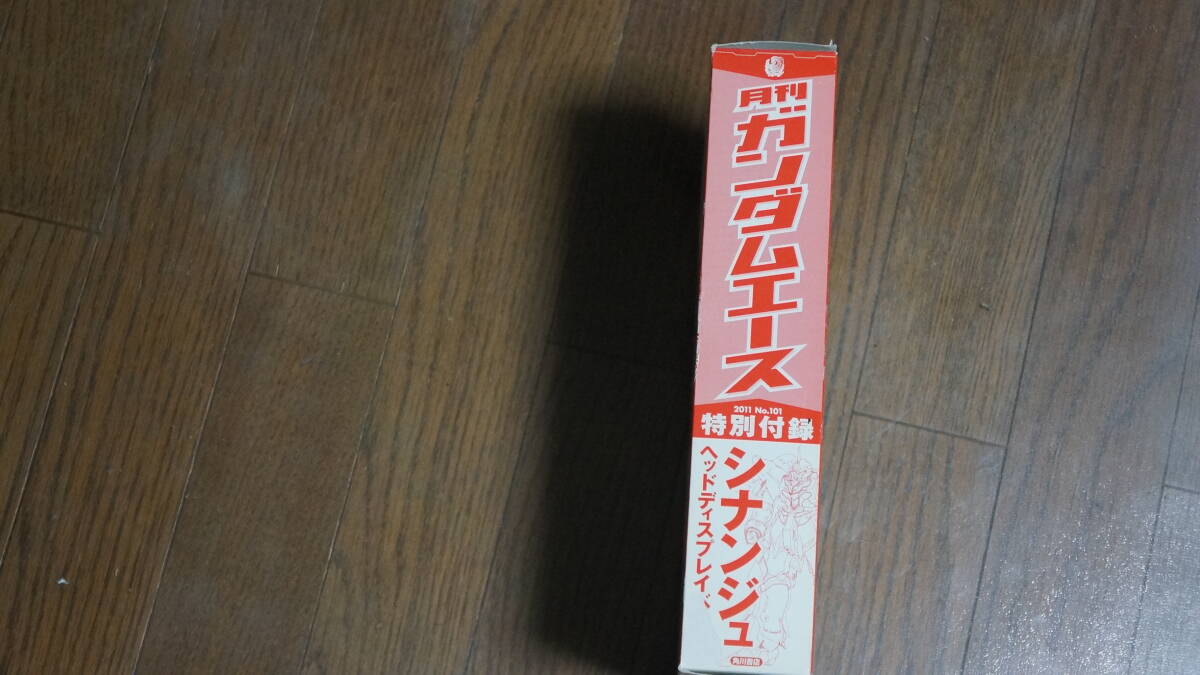 月刊
ガンダムエース
2011 No.101
特別付録
シナンジュ
ヘッドディスプレイベ
角川書店